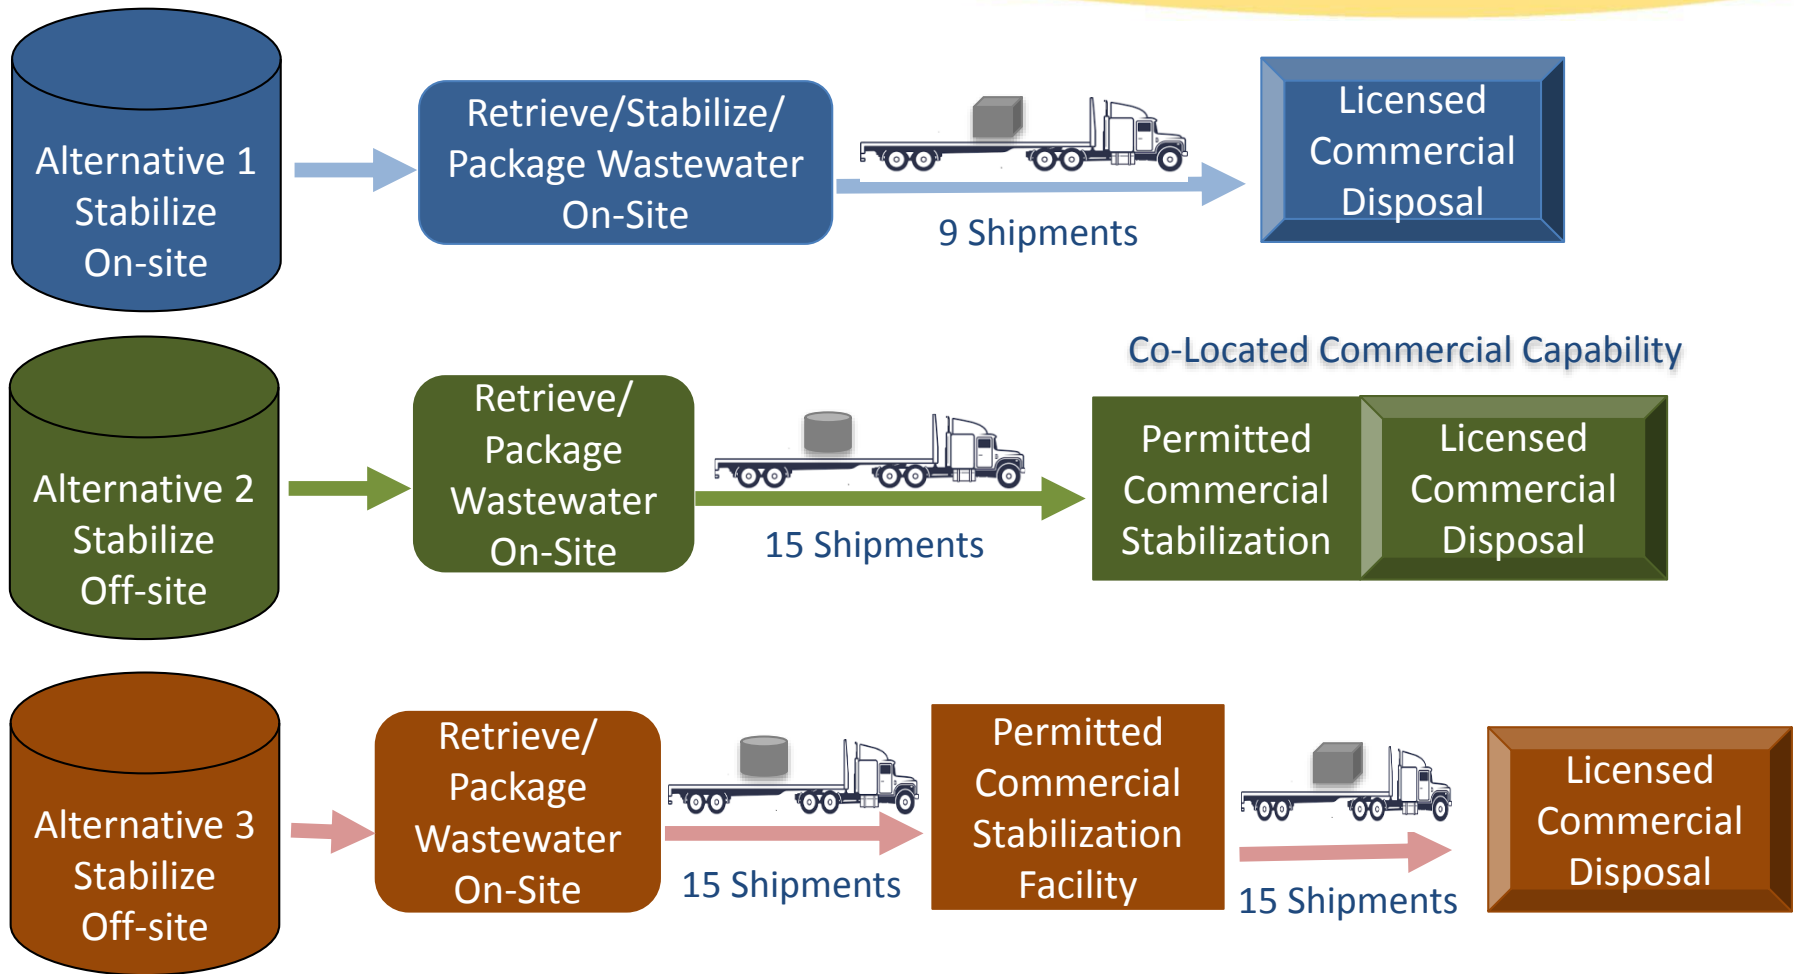 Alternative 1
Stabilize
On-site
Retrieve/Stabilize/
Package Wastewater
On-Site
9 Shipments
Licensed
Commercial
Disposal
Co-Located Commercial Capability
Alternative 2
Stabilize
Off-site
Retrieve/
Package
Wastewater
On-Site
15 Shipments
Permitted
Commercial
Stabilization
Licensed
Commercial
Disposal
Alternative 3
Stabilize
Off-site
Retrieve/
Package
Wastewater
On-Site
15 Shipments
Permitted
Commercial
Stabilization
Facility
15 Shipments
Licensed
Commercial
Disposal